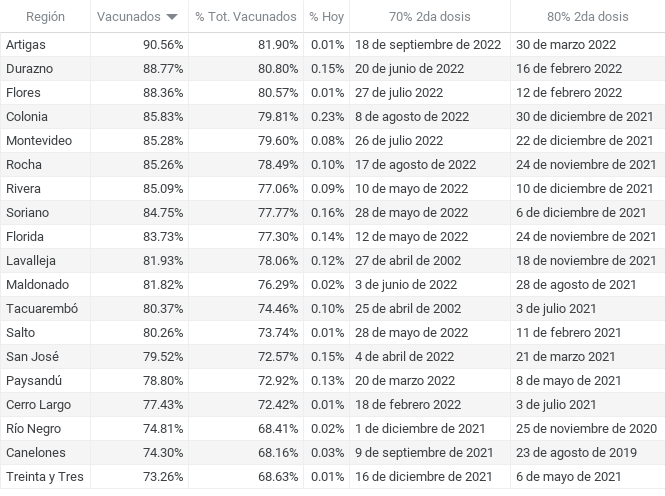 Región Vacunados % Tot. Vacunados % Hoy 70% 2da dosis 80% 2da dosis
Artigas 90.56% 81.90% 0.01% 18 de septiembre de 2022 30 de marzo 2022
Durazno 88.77% 80.80% 0.15% 20 de junio de 2022 16 de febrero 2022
Flores 88.36% 80.57% 0.01% 27 de julio 2022 12 de febrero 2022
Colonia 85.83% 79.81% 0.23% 8 de agosto de 2022 30 de diciembre de 2021
Montevideo 85.28% 79.60% 0.08% 26 de julio 2022 22 de diciembre de 2021
Rocha 85.26% 78.49% 0.10% 17 de agosto de 2022 24 de noviembre de 2021
Rivera 85.09% 77.06% 0.09% 10 de mayo de 2022 10 de diciembre de 2021
Soriano 84.75% 77.77% 0.16% 28 de mayo de 2022 6 de diciembre de 2021
Florida 83.73% 77.30% 0.14% 12 de mayo de 2022 24 de noviembre de 2021
Lavalleja 81.93% 78.06% 0.12% 27 de abril de 2002 18 de noviembre de 2021
Maldonado 81.82% 76.29% 0.02% 3 de junio de 2022 28 de agosto de 2021
Tacuarembó 80.37% 74.46% 0.10% 25 de abril de 2002 3 de julio 2021
Salto 80.26% 73.74% 0.01% 28 de mayo de 2022 11 de febrero de 2021
San José 79.52% 72.57% 0.15% 4 de abril de 2022 21 de marzo de 2021
Paysandú 78.80% 72.92% 0.13% 20 de marzo de 2022 8 de mayo de 2021
Cerro Largo 77.43% 72.42% 0.01% 18 de febrero de 2022 3 de julio de 2021
Río Negro 74.81% 68.41% 0.02% 1 de diciembre de 2021 25 de noviembre de 2020
Canelones 74.30% 68.16% 0.03% 9 de septiembre de 2021 23 de agosto de 2019
Treinta y Tres 73.26% 68.63% 0.01% 16 de diciembre de 2021 6 de mayo de 2021